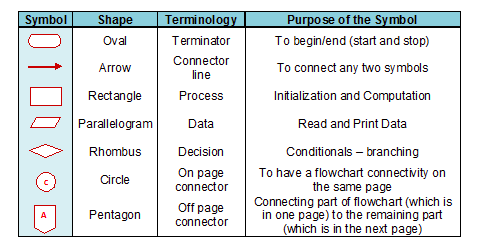 Symbol Shape Terminology Purpose of the Symbol
Oval Terminator To begin/end (start and stop)
Arrow Connector line To connect any two symbols
Rectangle Process Initialization and Computation
Parallelogram Data Read and Print Data
Rhombus Decision Conditionals – branching
C Circle On page connector To have a flowchart connectivity on the same page
A Pentagon Off page connector Connecting part of flowchart (which is in one page) to the remaining part (which is in the next page)